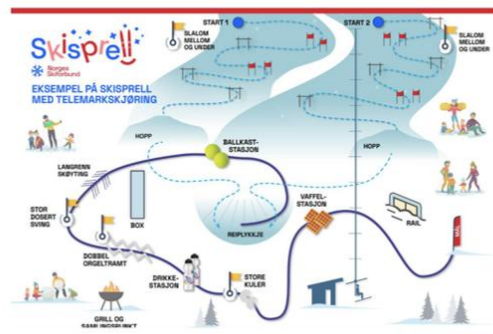 Skisprell
Norges
Skiforbund
EKSEMPEL PÅ SKISPRELL
MED TELEMARKSKJØRING
START 1
SLALOM
MELLOM
OG UNDER
START 2
SLALOM
MELLOM
OG UNDER
HOPP
BALLKAST-
STASJON
HOPP
LANGRENN
SKØYTING
STOR
DOSERT
SVING
BOX
REIPLYKKJE
VAFFEL-
STASJON
RAIL
MÅL
DOBBEL
ORGELTRAMT
DRIKKE-
STASJON
STORE
KULER
GRILL OG